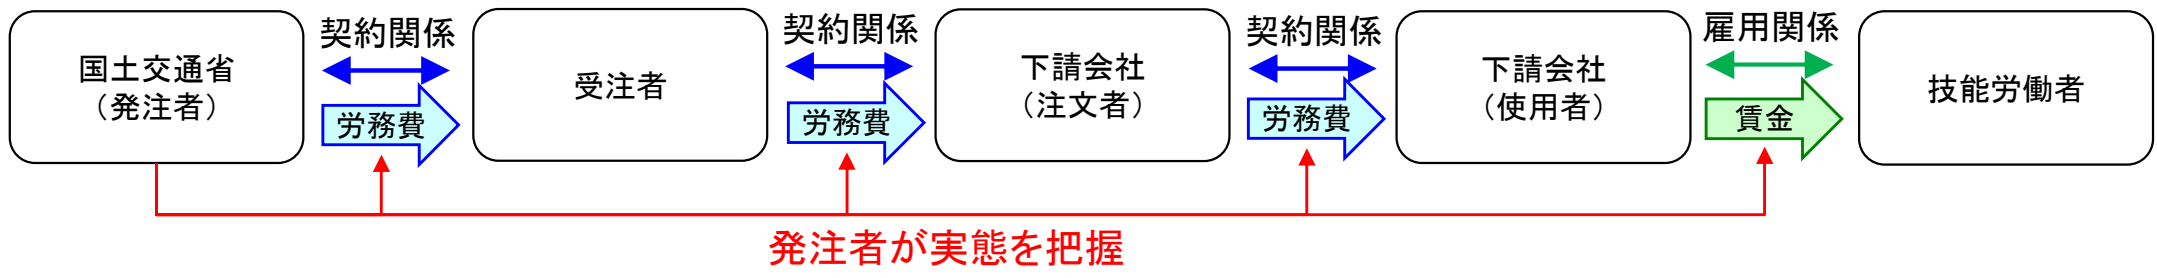 国土交通省
（発注者）
契約関係
労務費
受注者
契約関係
労務費
下請会社
（注文者）
契約関係
労務費
下請会社
（使用者）
雇用関係
賃金
技能労働者
発注者が実態を把握